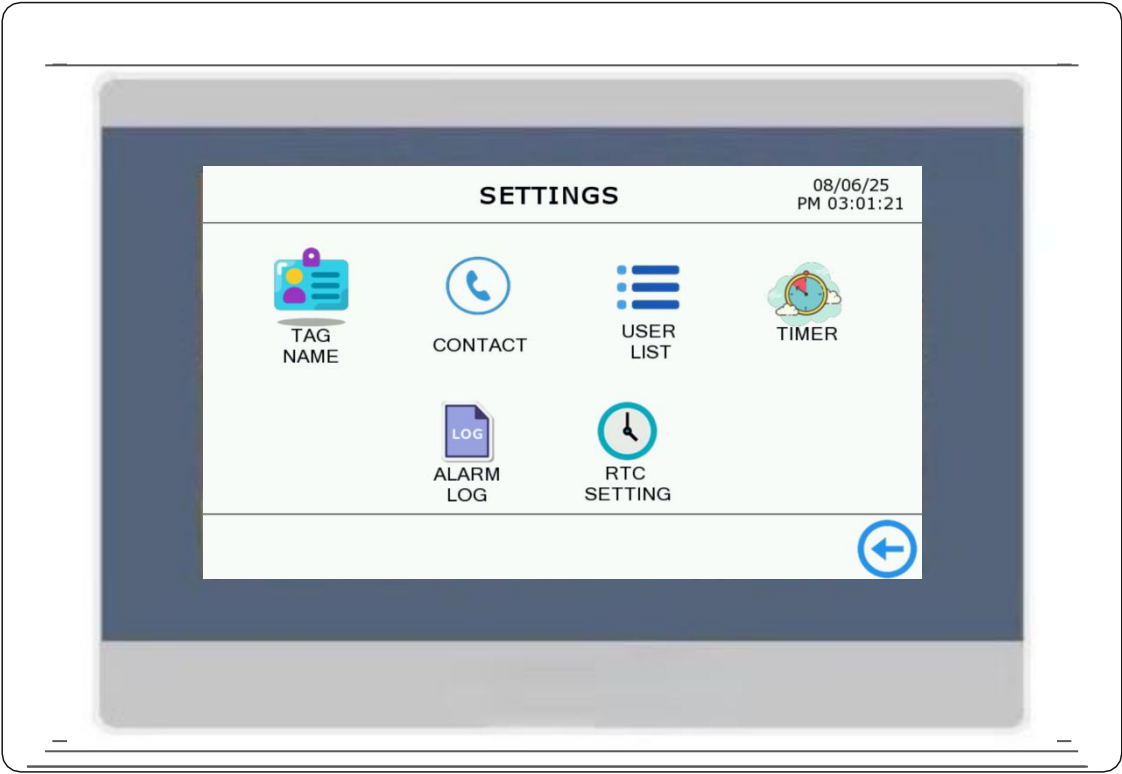 SETTINGS
08/06/25
PM 03:01:21
TAG
NAME
CONTACT
USER
LIST
TIMER
LOG
ALARM
LOG
RTC
SETTING